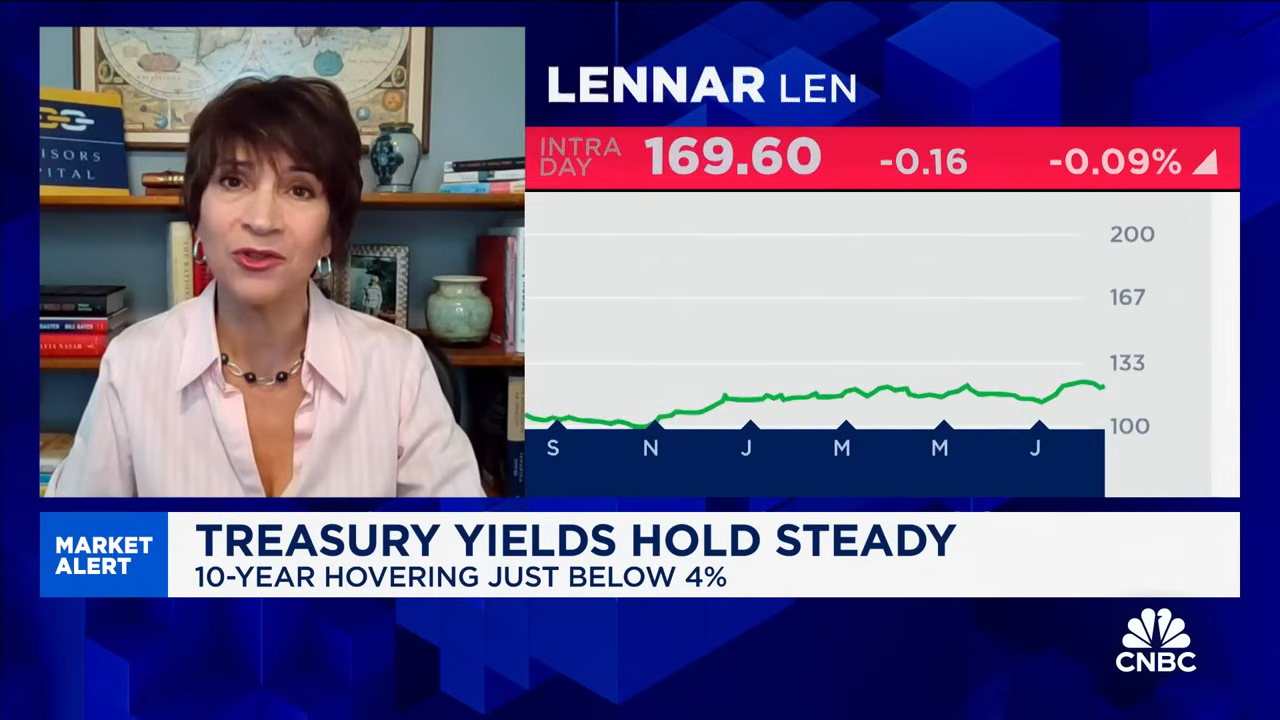 ISORS
PITAL
LENNAR LEN
INTRA DAY 169.60 -0.16 -0.09%
200
167
133
100
S N J M M J
MARKET ALERT
TREASURY YIELDS HOLD STEADY
10-YEAR HOVERING JUST BELOW 4%
CNBC